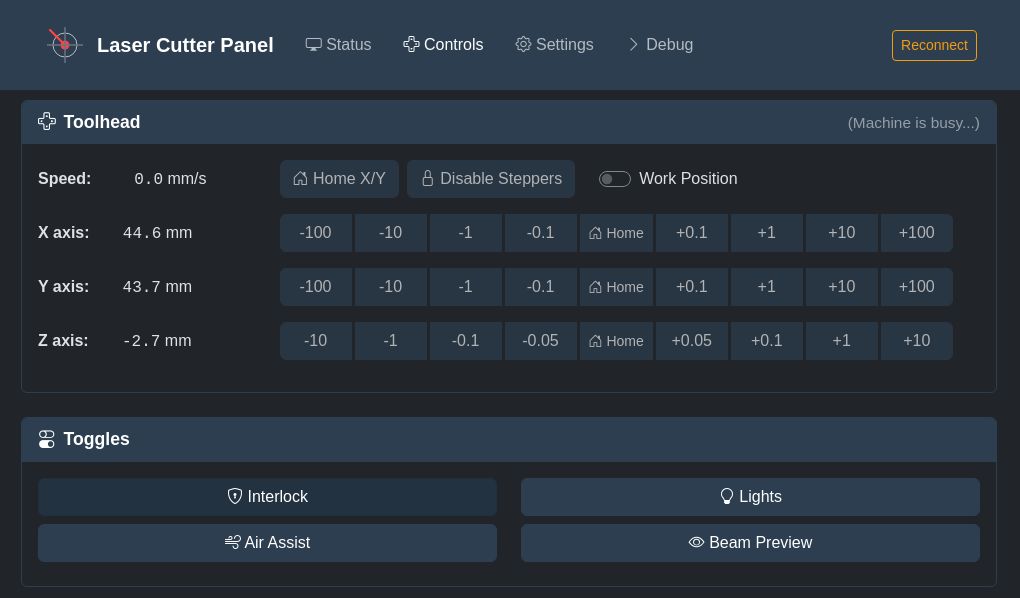 Laser Cutter Panel Status Controls Settings Debug Reconnect
Toolhead (Machine is busy...)
Speed: 0.0 mm/s Home X/Y Disable Steppers Work Position
X axis: 44.6 mm -100 -10 -1 -0.1 Home +0.1 +1 +10 +100
Y axis: 43.7 mm -100 -10 -1 -0.1 Home +0.1 +1 +10 +100
Z axis: -2.7 mm -10 -1 -0.1 -0.05 Home +0.05 +0.1 +1 +10
Toggles
Interlock Lights
Air Assist Beam Preview